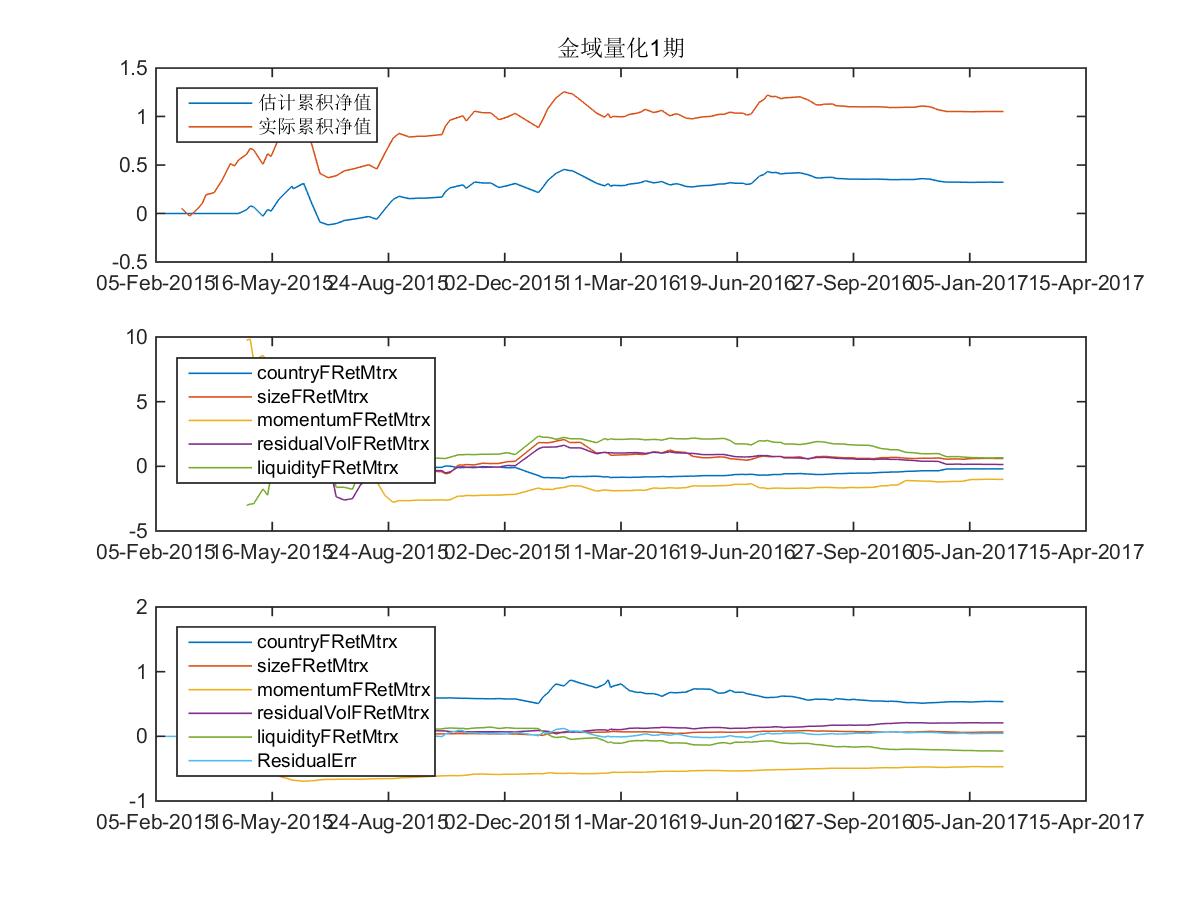 金域量化1期
1.5
1
0.5
0
-0.5
估计累积净值
实际累积净值
05-Feb-2015 16-May-2015 24-Aug-2015 02-Dec-2015 11-Mar-2016 19-Jun-2016 27-Sep-2016 05-Jan-2017 15-Apr-2017
10
5
0
-5
countryFRetMtrx
sizeFRetMtrx
momentumFRetMtrx
residualVolFRetMtrx
liquidityFRetMtrx
05-Feb-2015 16-May-2015 24-Aug-2015 02-Dec-2015 11-Mar-2016 19-Jun-2016 27-Sep-2016 05-Jan-2017 15-Apr-2017
2
1
0
-1
countryFRetMtrx
sizeFRetMtrx
momentumFRetMtrx
residualVolFRetMtrx
liquidityFRetMtrx
ResidualErr
05-Feb-2015 16-May-2015 24-Aug-2015 02-Dec-2015 11-Mar-2016 19-Jun-2016 27-Sep-2016 05-Jan-2017 15-Apr-2017